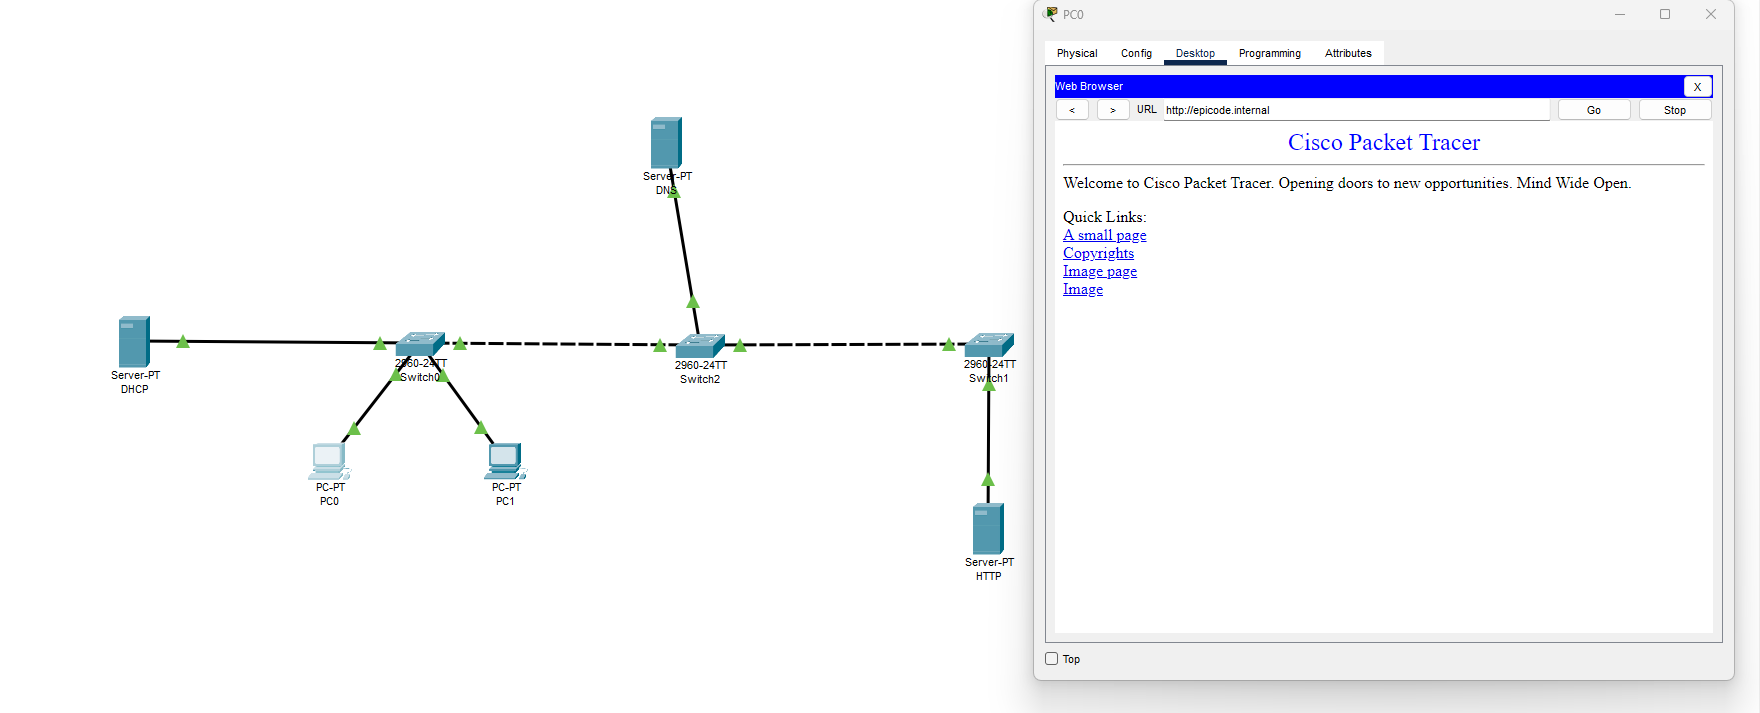 Server-PT
DNS
Server-PT
DHCP
2960-24TT
Switch0
2960-24TT
Switch2
2960-24TT
Switch1
PC-PT
PC0
PC-PT
PC1
Server-PT
HTTP
PC0
Physical Config Desktop Programming Attributes
Web Browser X
< > URL http://epicode.internal Go Stop
Cisco Packet Tracer
Welcome to Cisco Packet Tracer. Opening doors to new opportunities. Mind Wide Open.
Quick Links:
A small page
Copyrights
Image page
Image
Top